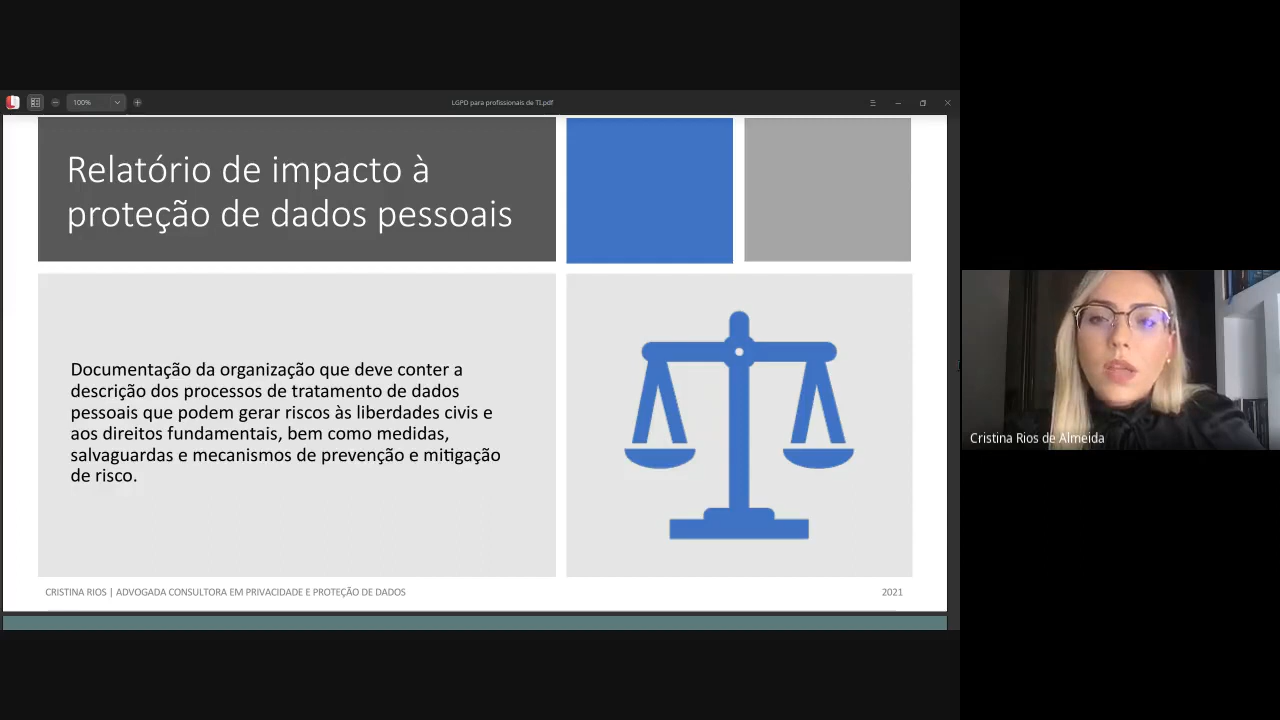 100%
LGPD para profissionais de TI.pdf
Relatório de impacto à
proteção de dados pessoais
Documentação da organização que deve conter a
descrição dos processos de tratamento de dados
pessoais que podem gerar riscos às liberdades civis e
aos direitos fundamentais, bem como medidas,
salvaguardas e mecanismos de prevenção e mitigação
de risco.
CRISTINA RIOS | ADVOGADA CONSULTORA EM PRIVACIDADE E PROTEÇÃO DE DADOS
2021
Cristina Rios de Almeida